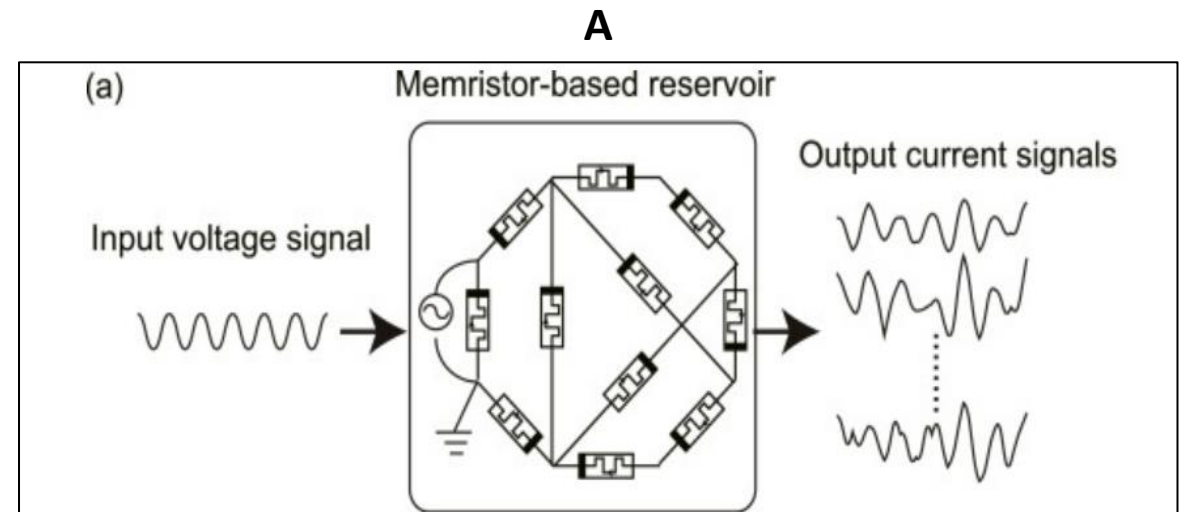 A
(a)
Memristor-based reservoir
Output current signals
Input voltage signal